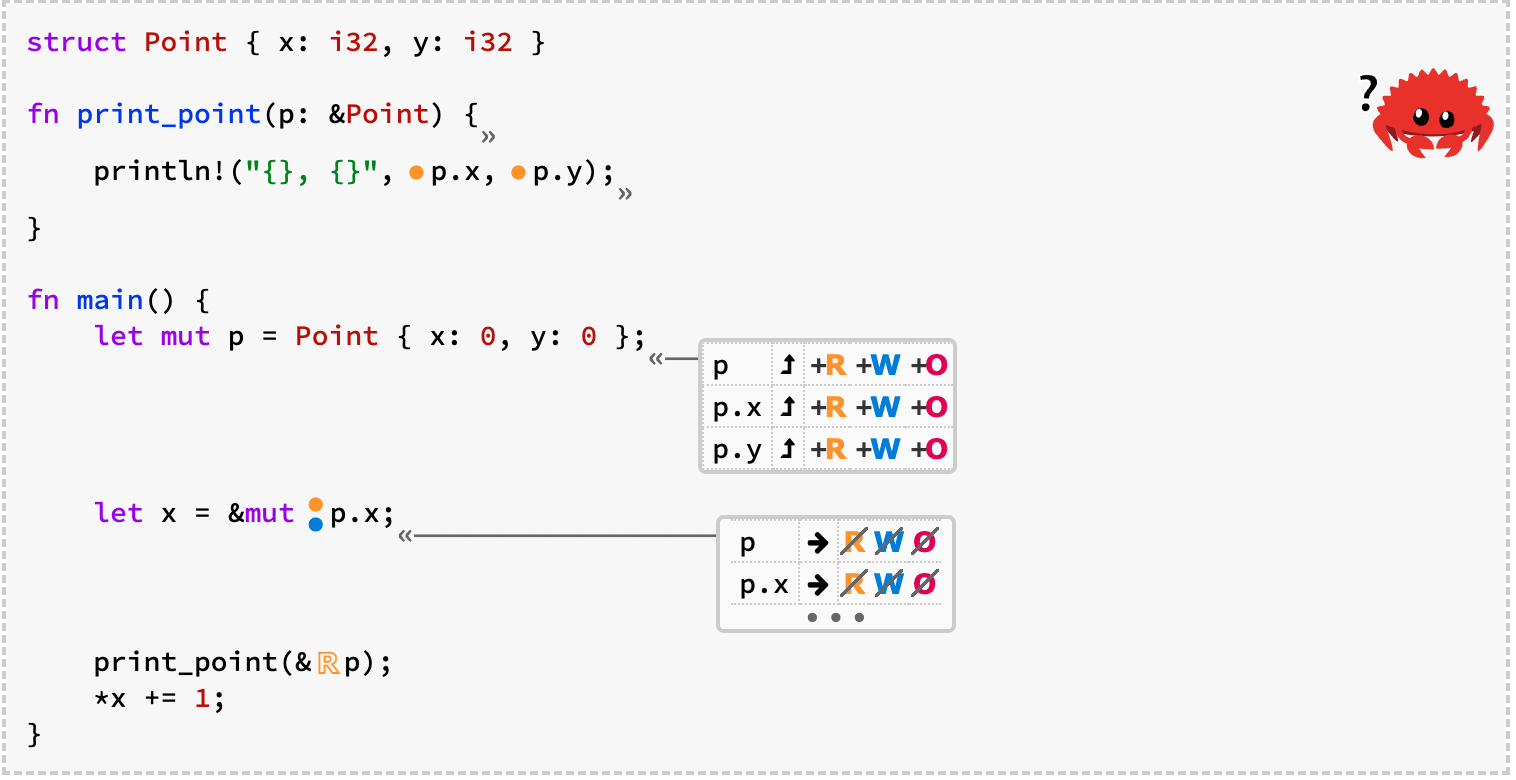 struct Point { x: i32, y: i32 }
?
fn print_point(p: &Point) {
»
println!("{}, {}", p.x, p.y);
»
}
fn main() {
let mut p = Point { x: 0, y: 0 };
«
p +R +W +O
p.x +R +W +O
p.y +R +W +O
let x = &mut p.x;
«
p R W O
p.x R W O
print_point(&Rp);
*x += 1;
}